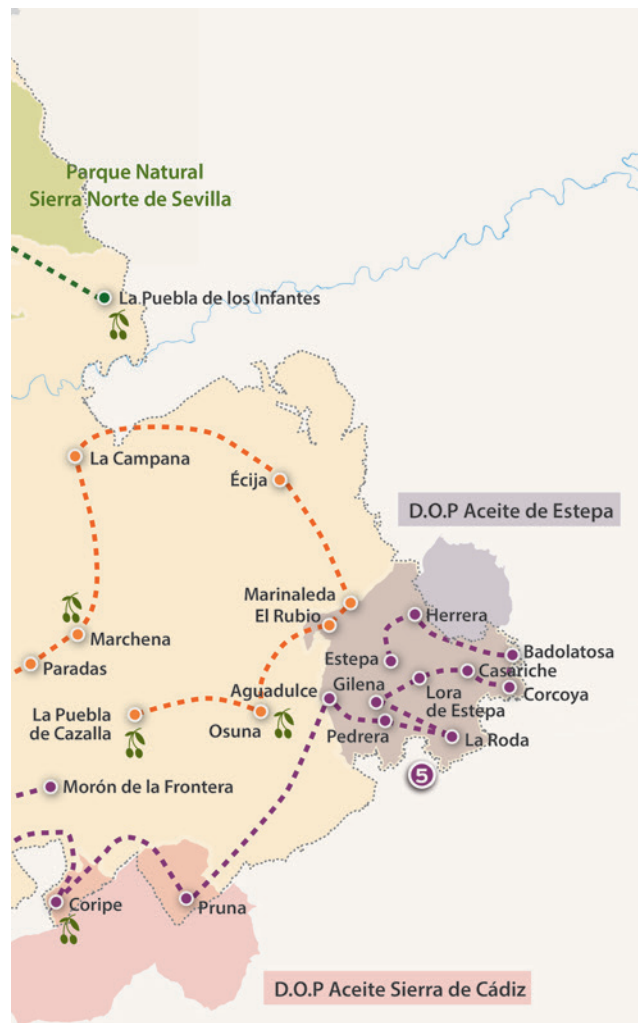 Parque Natural
Sierra Norte de Sevilla
La Puebla de los Infantes
La Campana
Écija
D.O.P Aceite de Estepa
Marinaleda
El Rubio
Herrera
Marchena
Badolatosa
Paradas
Estepa
Casariche
Gilena
Aguadulce
Lora
de Estepa
Corcoya
La Puebla
de Cazalla
Osuna
Pedrera
La Roda
5
Morón de la Frontera
Coripe
Pruna
D.O.P Aceite Sierra de Cádiz